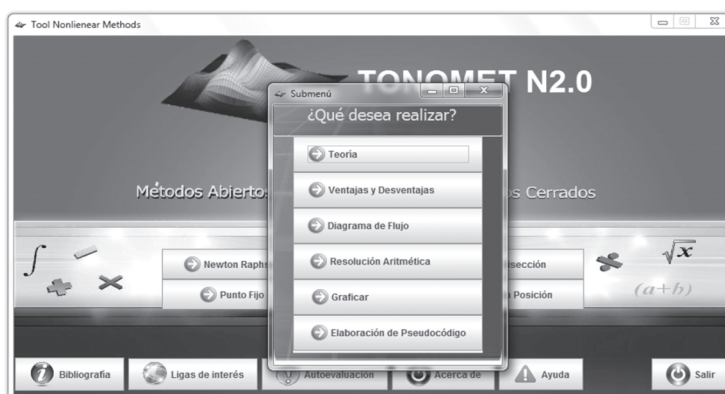 Tool Nonlienear Methods
TONOMET N2.0
Submenú
¿Qué desea realizar?
Teoría
Ventajas y Desventajas
Diagrama de Flujo
Resolución Aritmética
Graficar
Elaboración de Pseudocódigo
Métodos Abierto
s Cerrados
Newton Raphs
isección
Punto Fijo
Posición
√x
(a+b)
Bibliografía
Ligas de interés
Autoevaluación
Acerca de
Ayuda
Salir